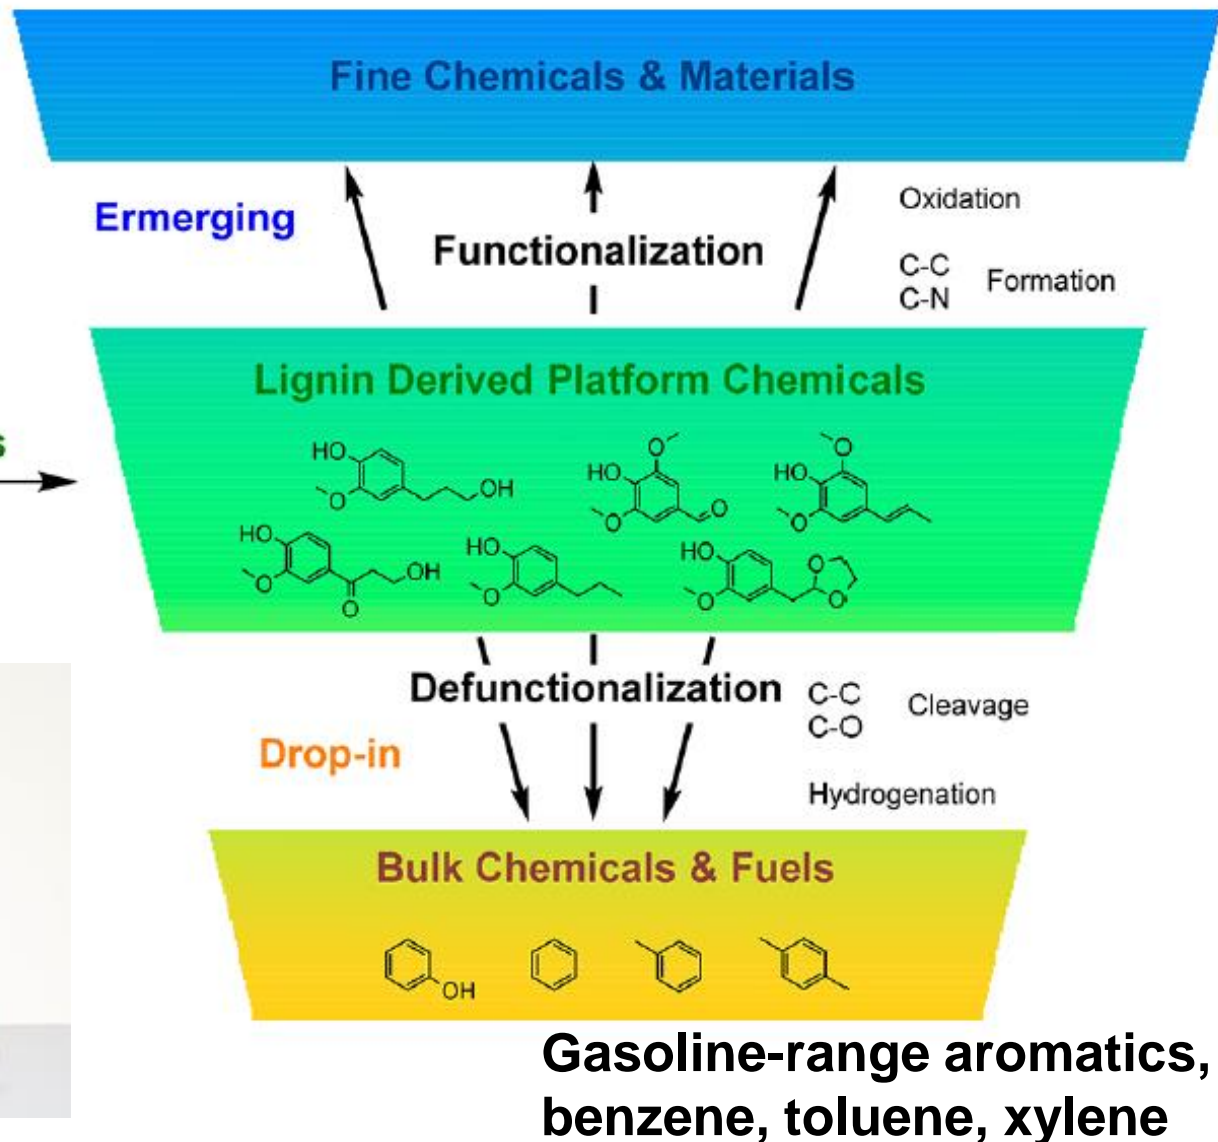 Fine Chemicals & Materials
Ermerging
Functionalization
Oxidation
C-C
C-N
Formation
Lignin Derived Platform Chemicals
s
HO
O
OH
O
HO
O
O
O
HO
O
HO
O
OH
O
HO
O
HO
O
O
O
Defunctionalization
C-C
C-O
Cleavage
Drop-in
Hydrogenation
Bulk Chemicals & Fuels
OH
Gasoline-range aromatics,
benzene, toluene, xylene